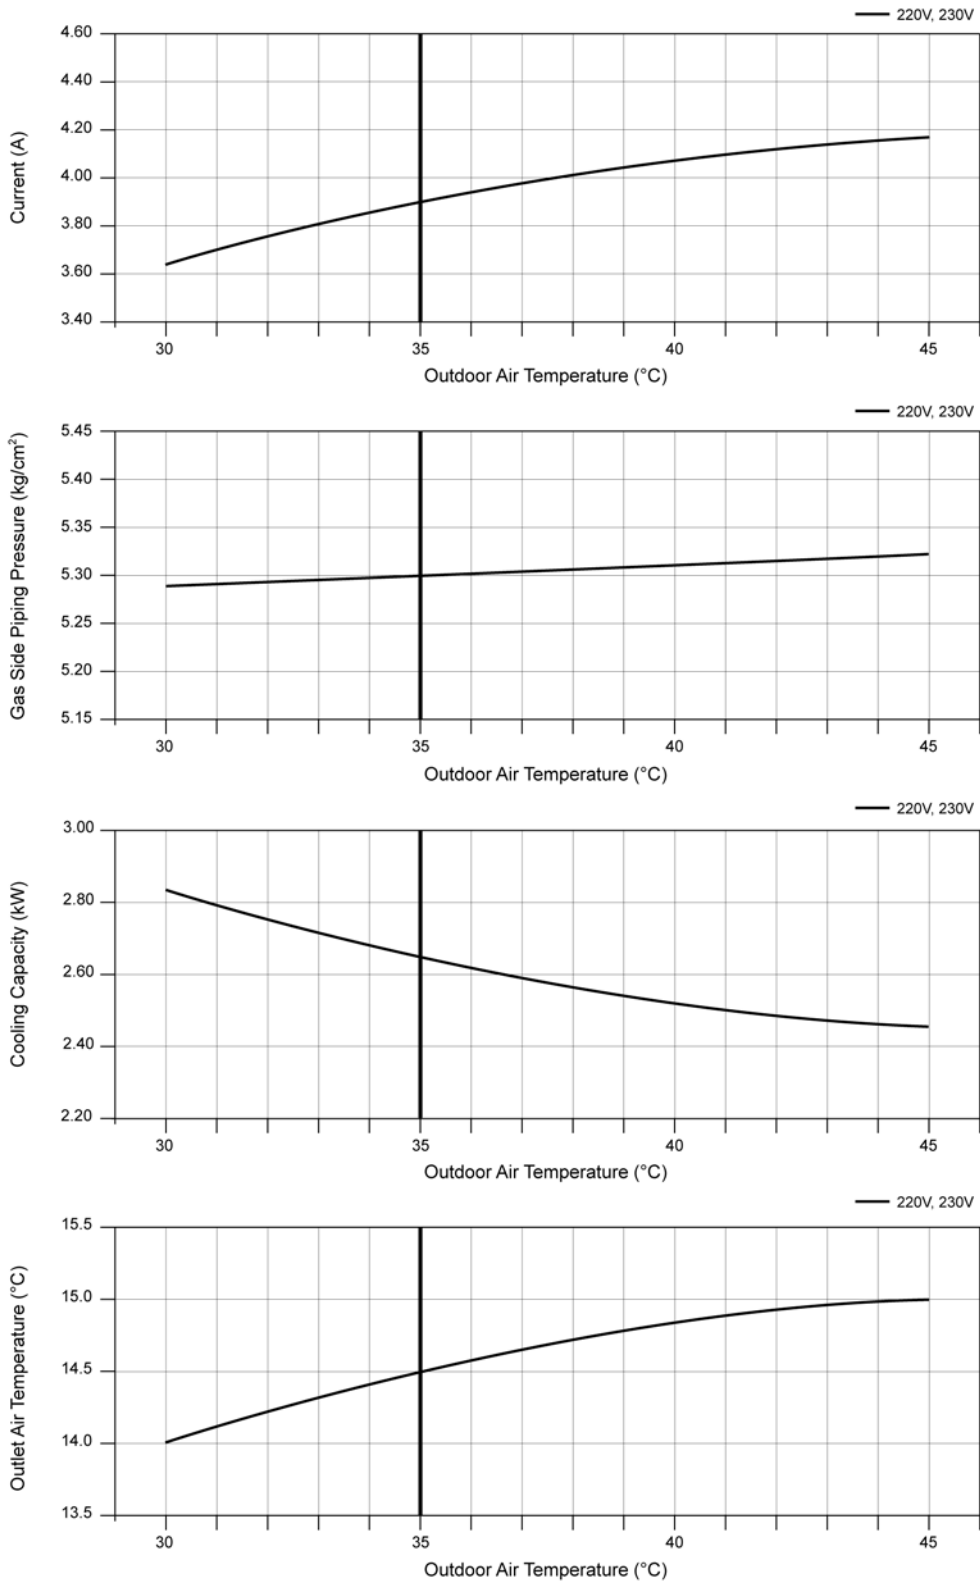 220V, 230V
4.60
4.40
4.20
4.00
3.80
3.60
3.40
Current (A)
30 35 40 45
Outdoor Air Temperature (°C)
220V, 230V
5.45
5.40
5.35
5.30
5.25
5.20
5.15
Gas Side Piping Pressure (kg/cm²)
30 35 40 45
Outdoor Air Temperature (°C)
220V, 230V
3.00
2.80
2.60
2.40
2.20
Cooling Capacity (kW)
30 35 40 45
Outdoor Air Temperature (°C)
220V, 230V
15.5
15.0
14.5
14.0
13.5
Outlet Air Temperature (°C)
30 35 40 45
Outdoor Air Temperature (°C)